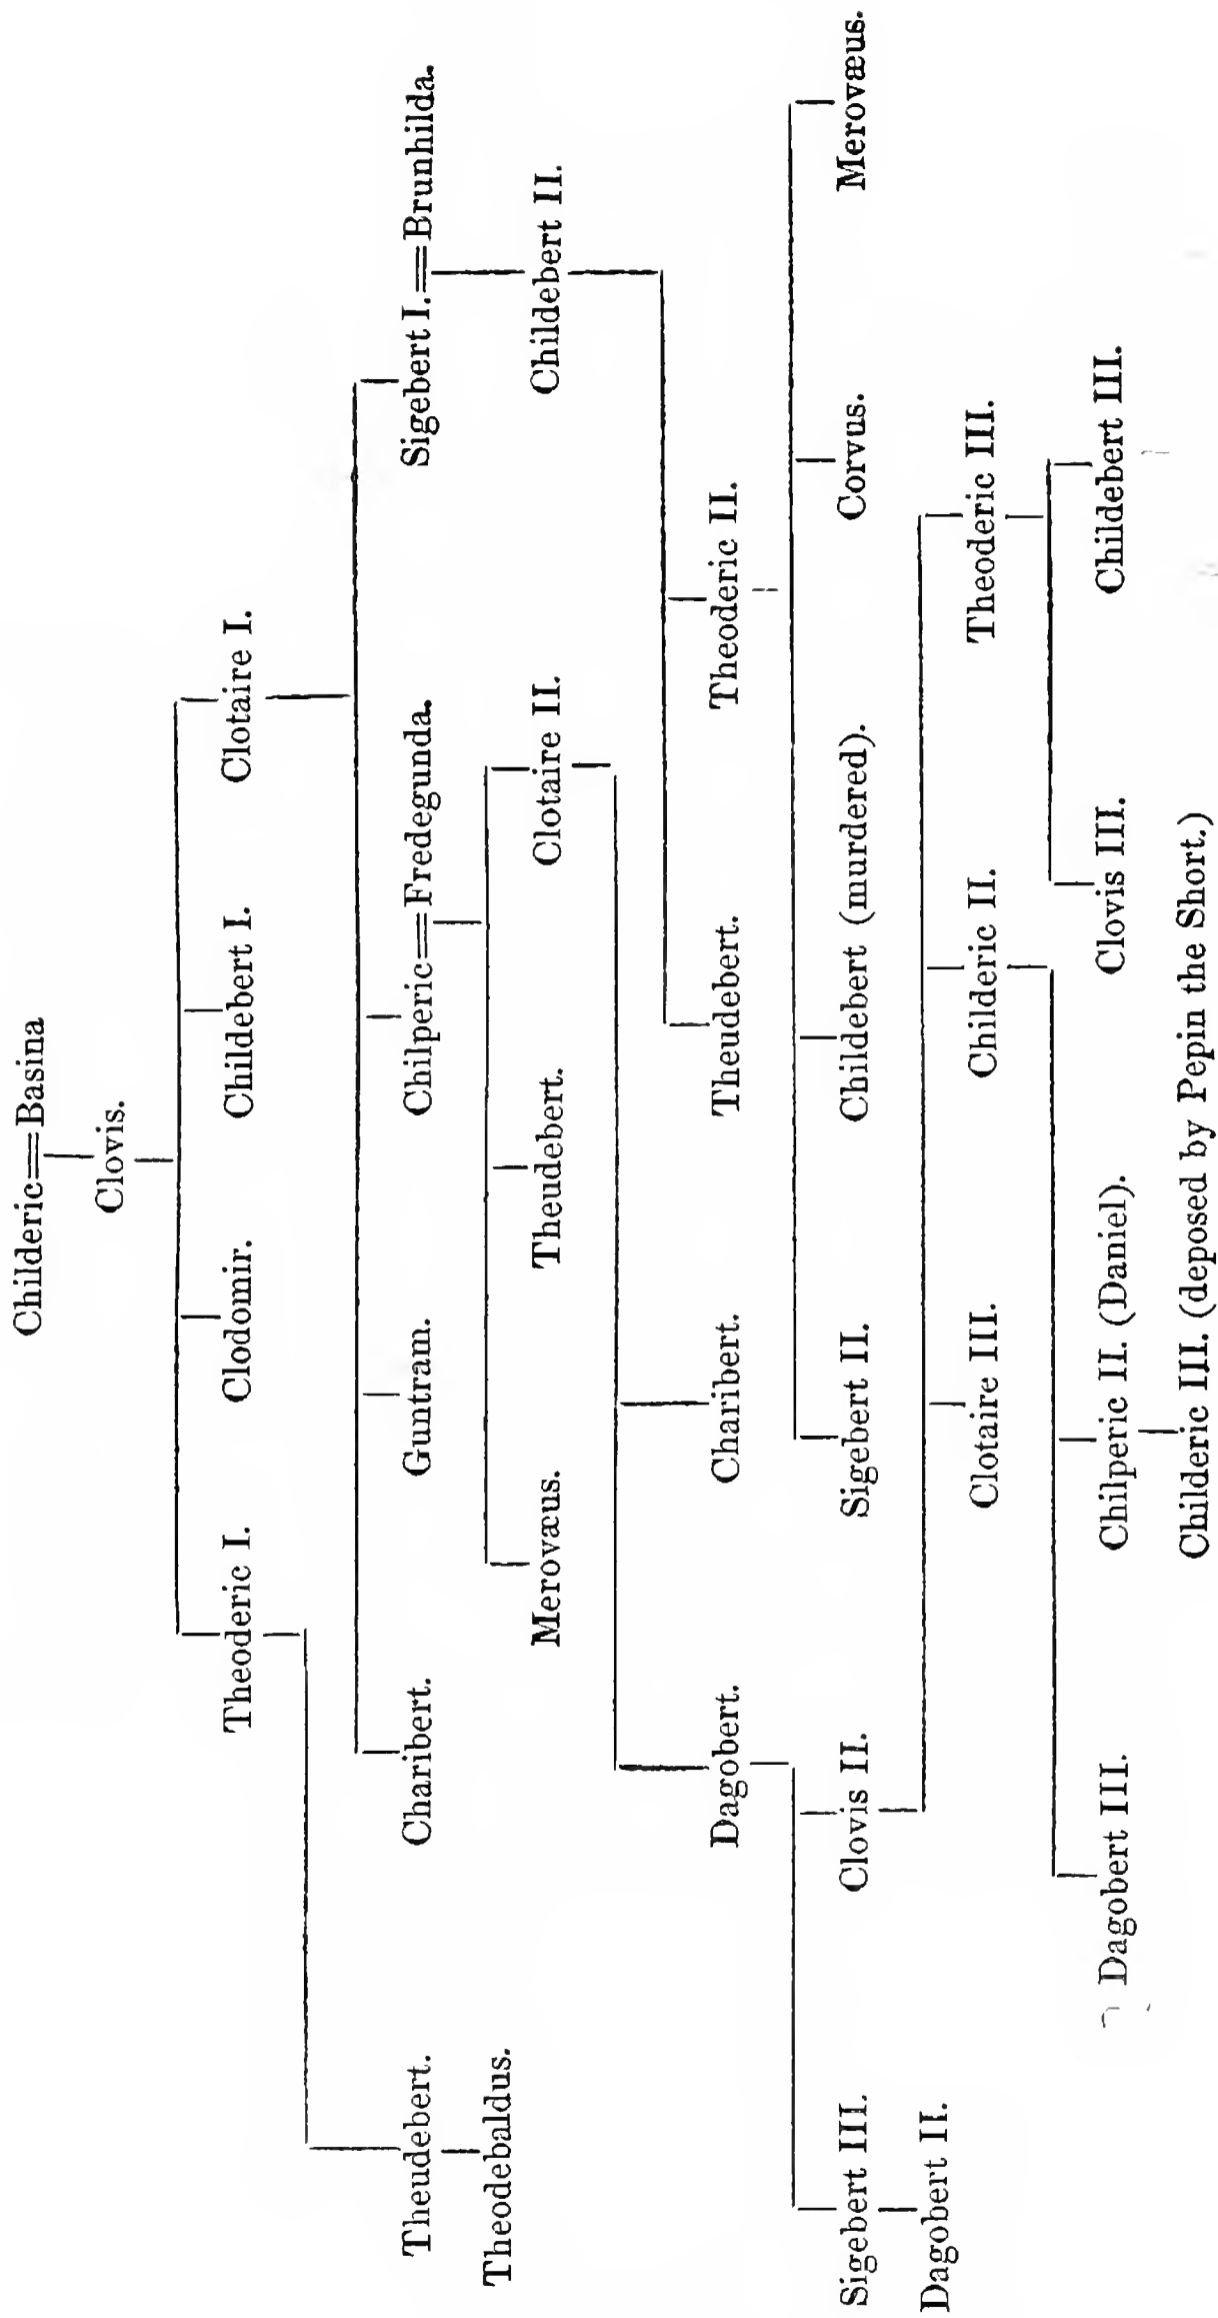 Childeric==Basina
Clovis.
Theoderic I. Clodomir. Childebert I. Clotaire I.
Theudebert. Charibert. Guntram. Chilperic==Fredegunda. Sigebert I.==Brunhilda.
Theodebaldus.
Merovæus. Theudebert. Clotaire II. Childebert II.
Dagobert. Charibert. Theudebert. Theoderic II.
Sigebert III. Clovis II. Sigebert II. Childebert (murdered). Corvus. Merovæus.
Dagobert II.
Clotaire III. Childeric II. Theoderic III.
Dagobert III. Chilperic II. (Daniel). Clovis III. Childebert III.
Childeric III. (deposed by Pepin the Short.)